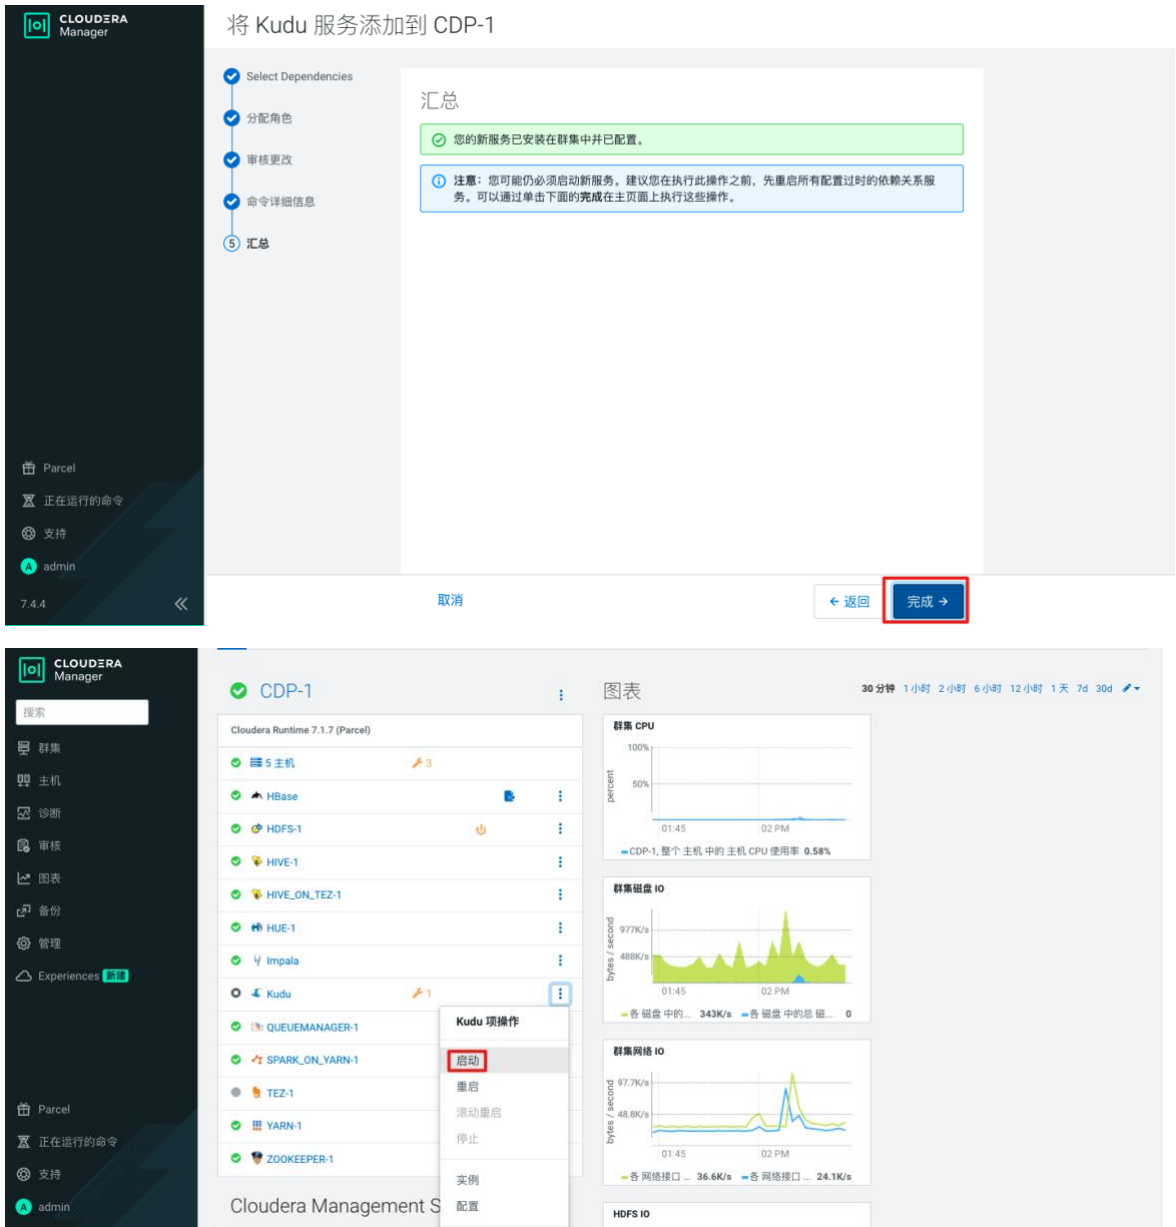 CLOUDERA
Manager
将 Kudu 服务添加到 CDP-1
Select Dependencies
分配角色
审核更改
命令详细信息
5 汇总
汇总
您的新服务已安装在群集中并已配置。
注意：您可能仍必须启动新服务。建议您在执行此操作之前，先重启所有配置过时的依赖关系服
务。可以通过单击下面的完成在主页面上执行这些操作。
Parcel
正在运行的命令
支持
A admin
7.4.4
取消
返回
完成
CLOUDERA
Manager
搜索
群集
主机
诊断
审核
图表
备份
管理
Experiences 新建
Parcel
正在运行的命令
支持
A admin
CDP-1
Cloudera Runtime 7.1.7 (Parcel)
5 主机 3
HBase
HDFS-1
HIVE-1
HIVE_ON_TEZ-1
HUE-1
Impala
Kudu 1
QUEUEMANAGER-1
SPARK_ON_YARN-1
TEZ-1
YARN-1
ZOOKEEPER-1
Kudu 项操作
启动
重启
滚动重启
停止
实例
配置
Cloudera Management S
图表
30 分钟 1 小时 2 小时 6 小时 12 小时 1 天 7d 30d
群集 CPU
percent
100%
50%
01:45 02 PM
CDP-1, 整个 主机 中的 主机 CPU 使用率 0.58%
群集磁盘 IO
bytes / second
977K/s
488K/s
01:45 02 PM
各 磁盘 中的... 343K/s 各 磁盘 中的总 磁... 0
群集网络 IO
bytes / second
97.7K/s
48.8K/s
01:45 02 PM
各 网络接口 ... 36.6K/s 各 网络接口 ... 24.1K/s
HDFS IO